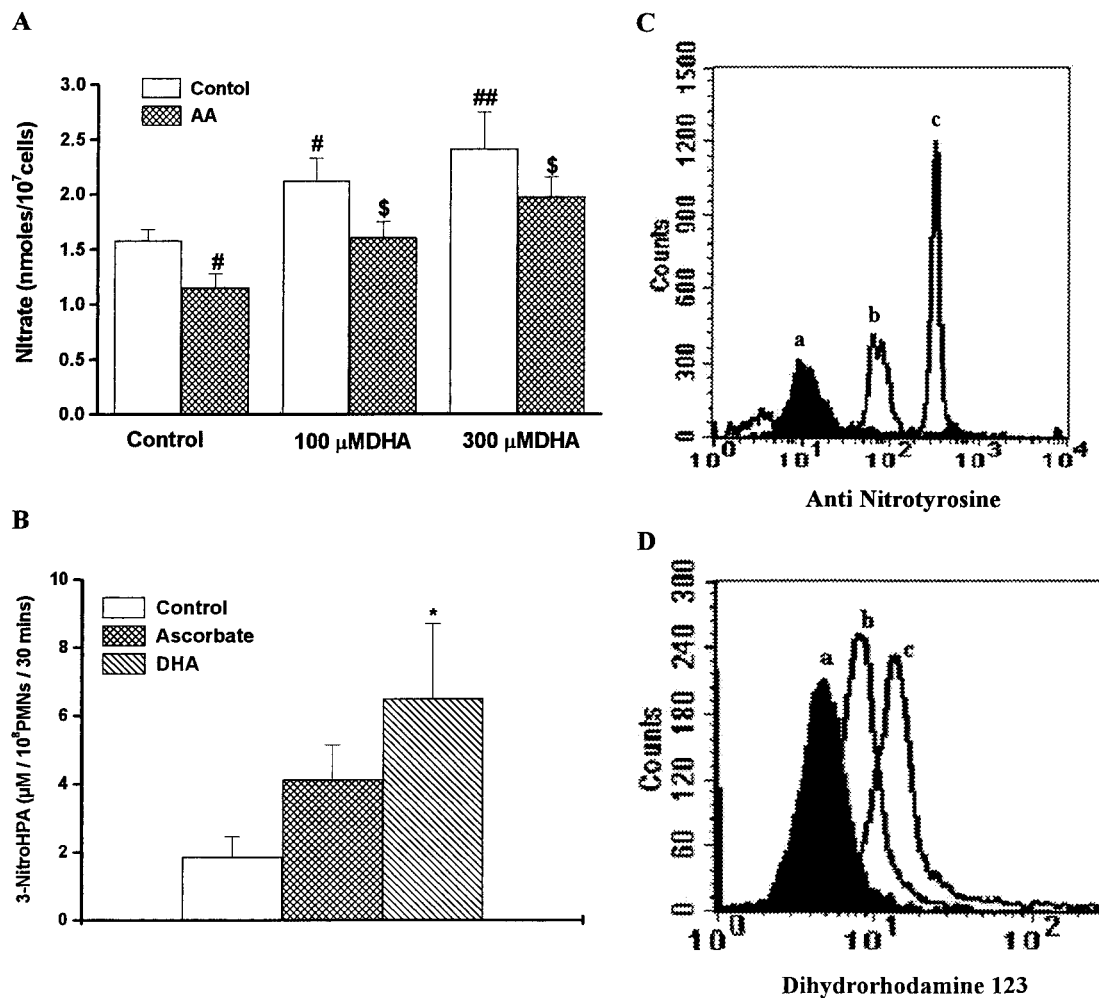 A
Contol
AA
Nitrate (nmoles/10⁷cells)
3.0
2.5
2.0
1.5
1.0
0.5
0.0
#
#
$
##
$
Control
100 µMDHA
300 µMDHA
B
Control
Ascorbate
DHA
3-NitroHPA (µM / 10⁸PMNs / 30 mins)
10
8
6
4
2
0
*
C
Counts
1500
1200
900
600
300
0
a
b
c
10⁰
10¹
10²
10³
10⁴
Anti Nitrotyrosine
D
Counts
300
240
180
120
60
0
a
b
c
10⁰
10¹
10²
Dihydrorhodamine 123